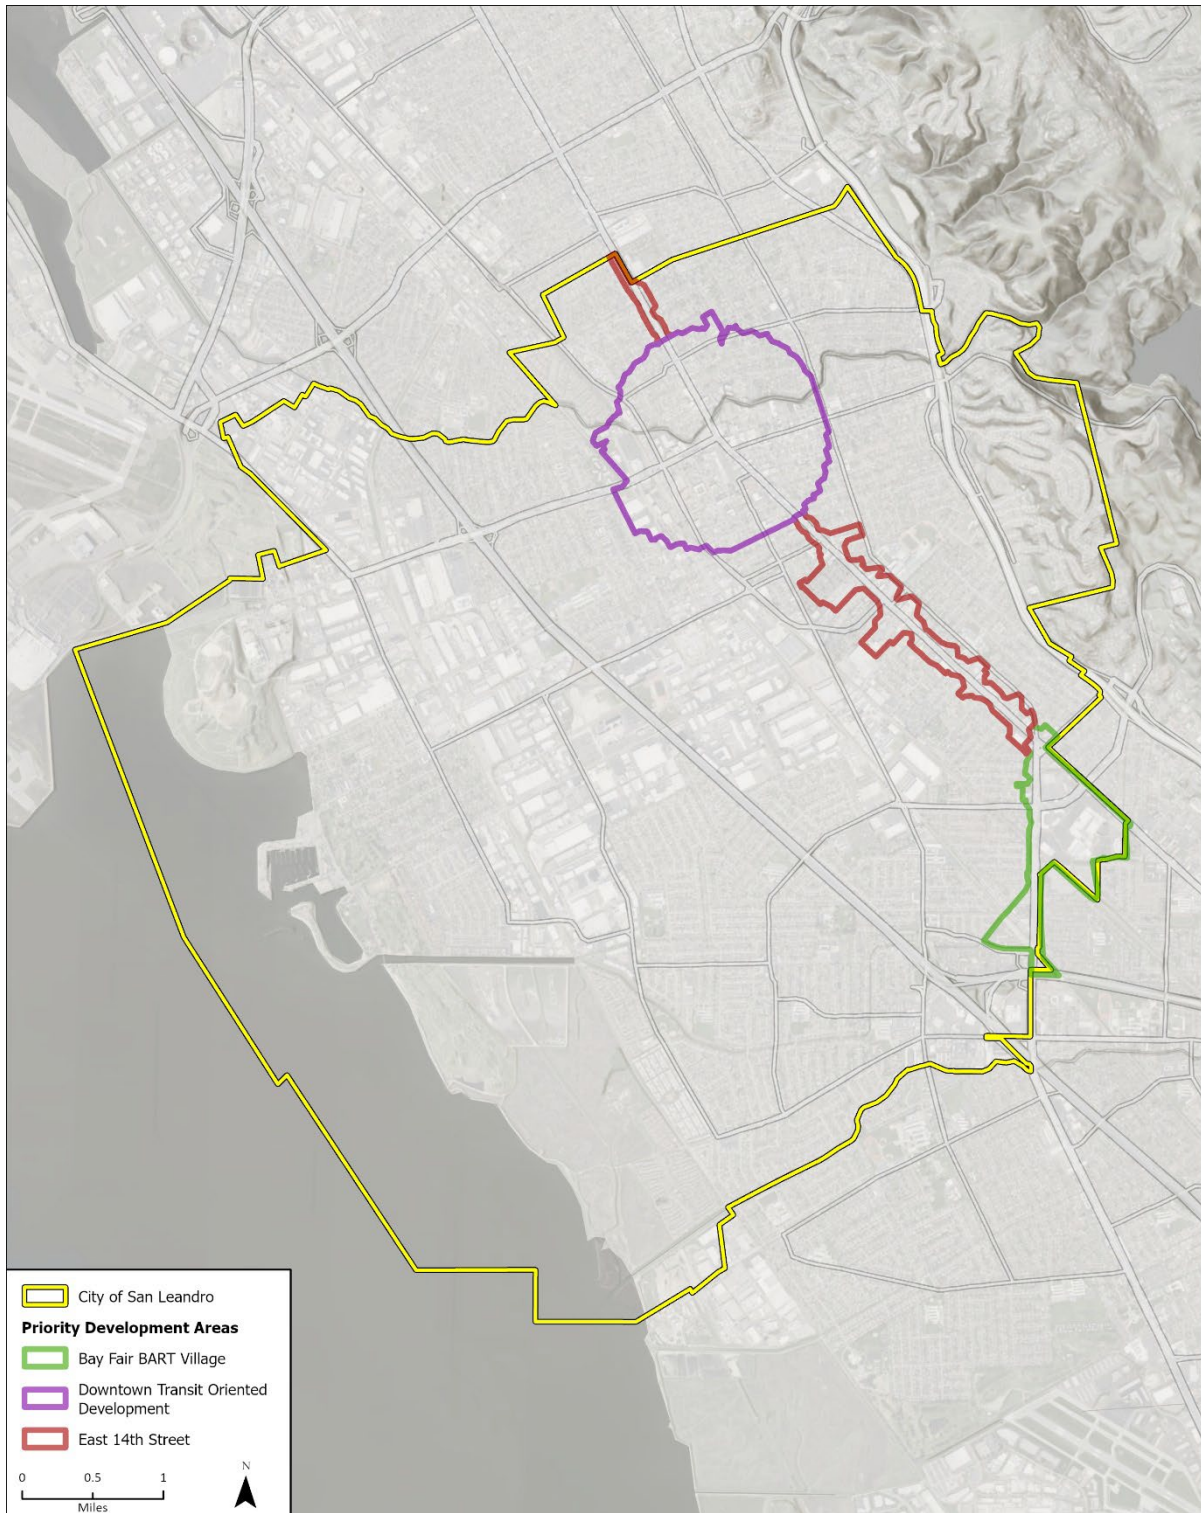 City of San Leandro
Priority Development Areas
Bay Fair BART Village
Downtown Transit Oriented
Development
East 14th Street
N
0 0.5 1
Miles